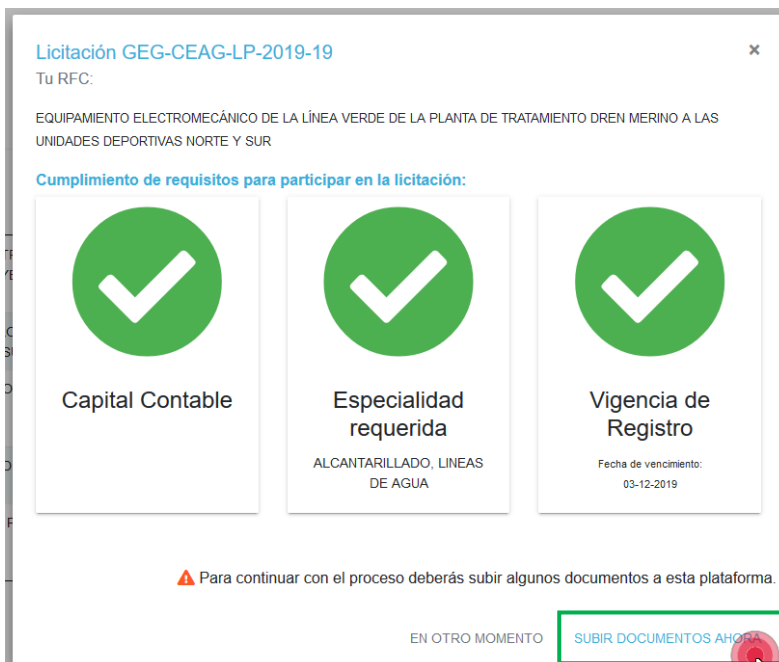 Licitación GEG-CEAG-LP-2019-19
×
Tu RFC:
EQUIPAMIENTO ELECTROMECÁNICO DE LA LÍNEA VERDE DE LA PLANTA DE TRATAMIENTO DREN MERINO A LAS
UNIDADES DEPORTIVAS NORTE Y SUR
Cumplimiento de requisitos para participar en la licitación:
Capital Contable
Especialidad
requerida
ALCANTARILLADO, LINEAS
DE AGUA
Vigencia de
Registro
Fecha de vencimiento:
03-12-2019
Para continuar con el proceso deberás subir algunos documentos a esta plataforma.
EN OTRO MOMENTO
SUBIR DOCUMENTOS AHORA